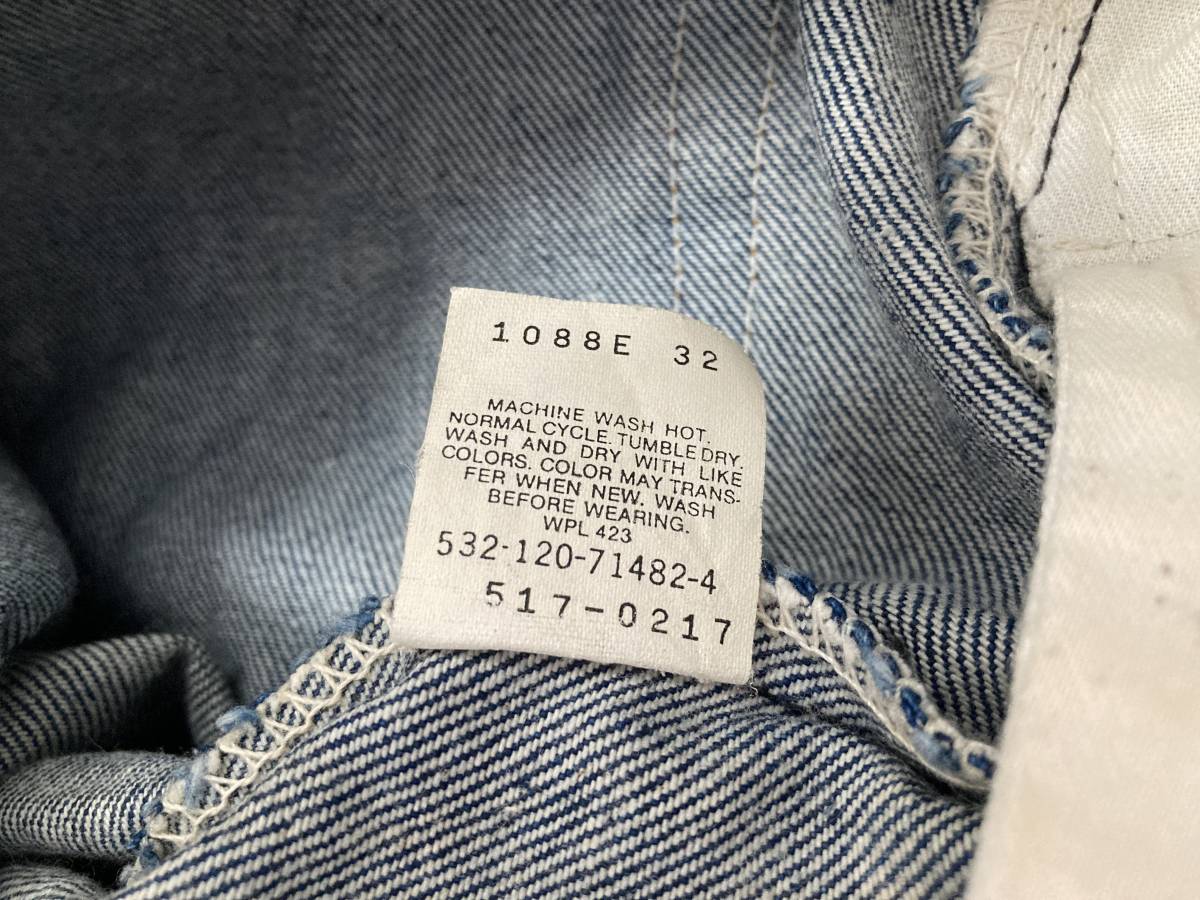 1088E 32
MACHINE WASH HOT.
NORMAL CYCLE. TUMBLE DRY.
WASH AND DRY WITH LIKE
COLORS. COLOR MAY TRANS-
FER WHEN NEW. WASH
BEFORE WEARING.
WPL 423
532-120-71482-4
517-0217